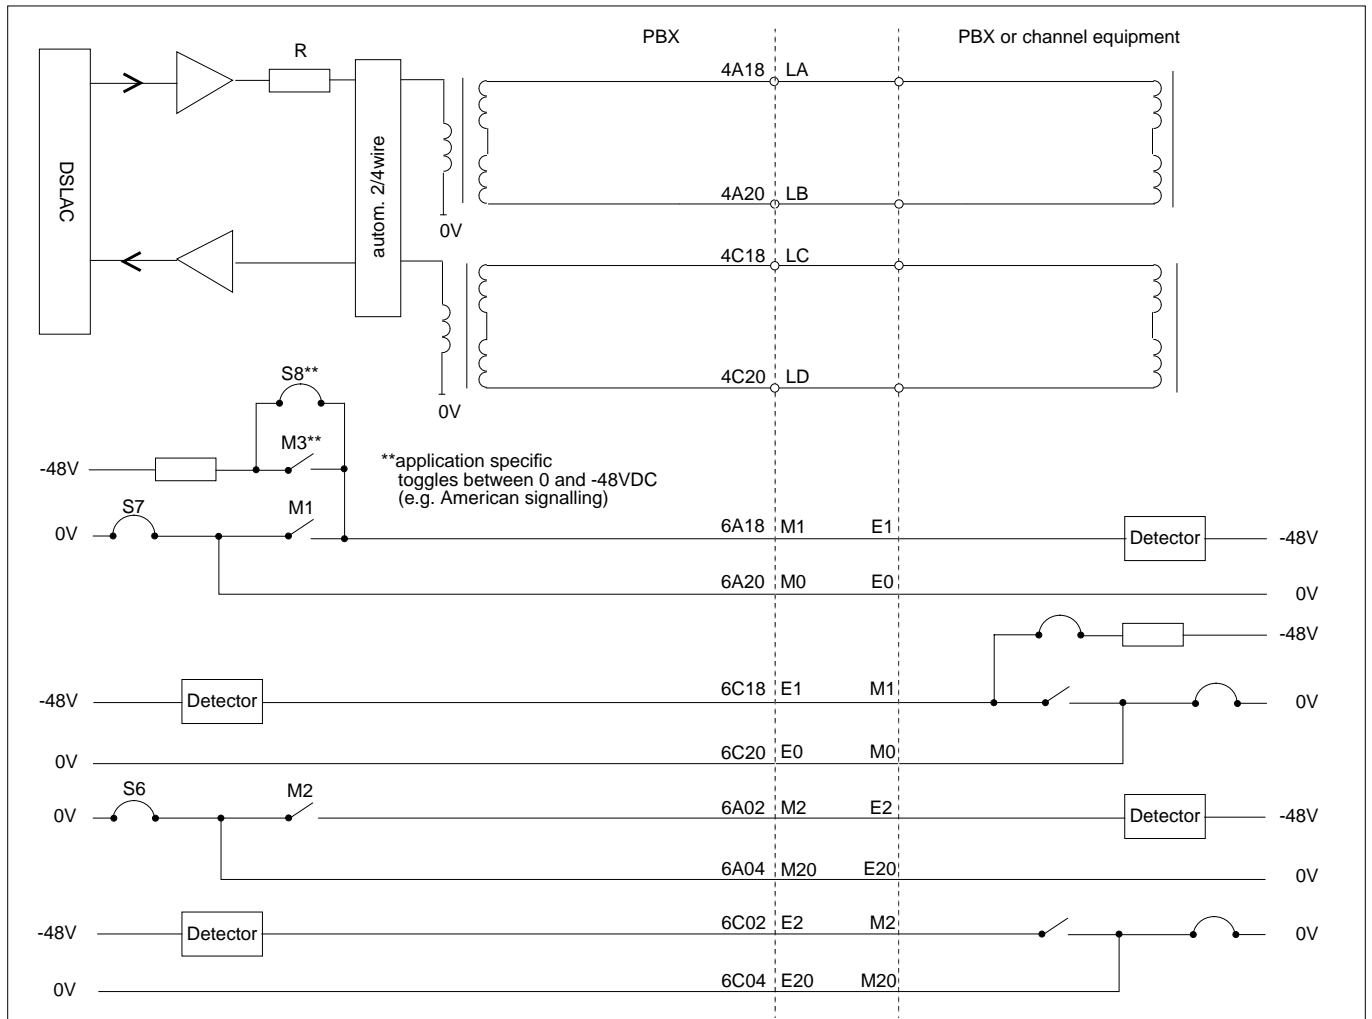 PBX
PBX or channel equipment
R
4A18 LA
DSLAC
autom. 2/4wire
4A20 LB
0V
4C18 LC
S8**
4C20 LD
0V
M3**
**application specific
toggles between 0 and -48VDC
(e.g. American signalling)
-48V
S7
M1
0V
6A18 M1 E1
Detector
-48V
6A20 M0 E0
0V
-48V
-48V
Detector
6C18 E1 M1
0V
0V
6C20 E0 M0
S6
M2
0V
6A02 M2 E2
Detector
-48V
6A04 M20 E20
0V
-48V
Detector
6C02 E2 M2
0V
0V
6C04 E20 M20